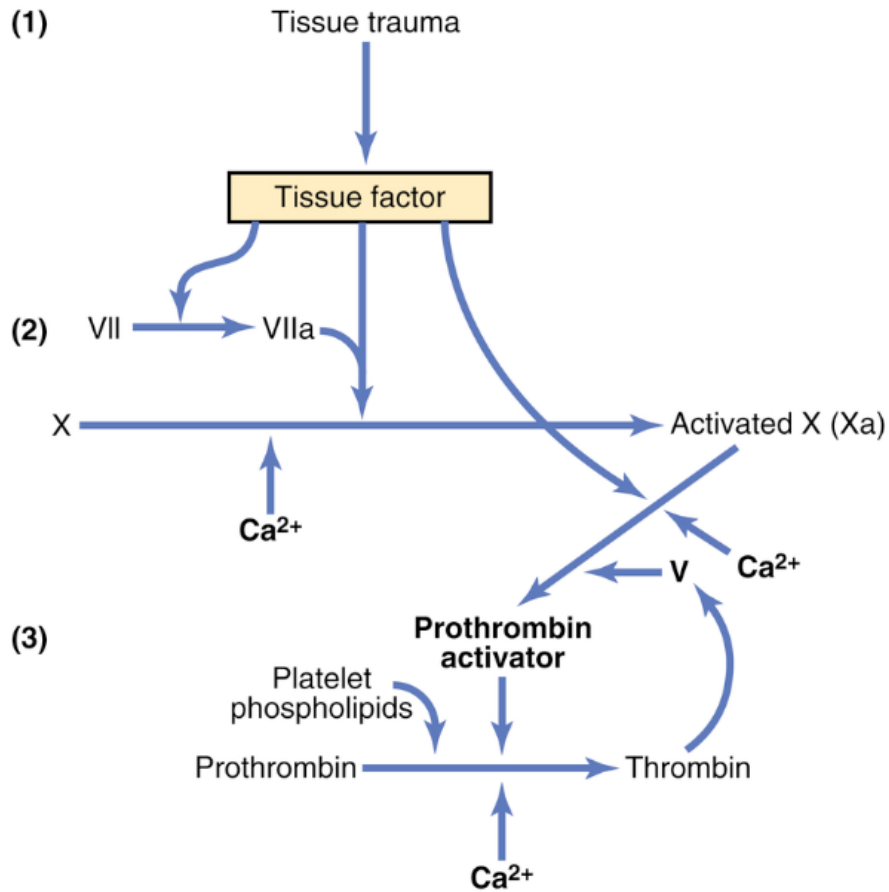 (1)
Tissue trauma
Tissue factor
(2)
VII
VIIa
X
Activated X (Xa)
Ca2+
V
Ca2+
(3)
Prothrombin
activator
Platelet
phospholipids
Prothrombin
Thrombin
Ca2+